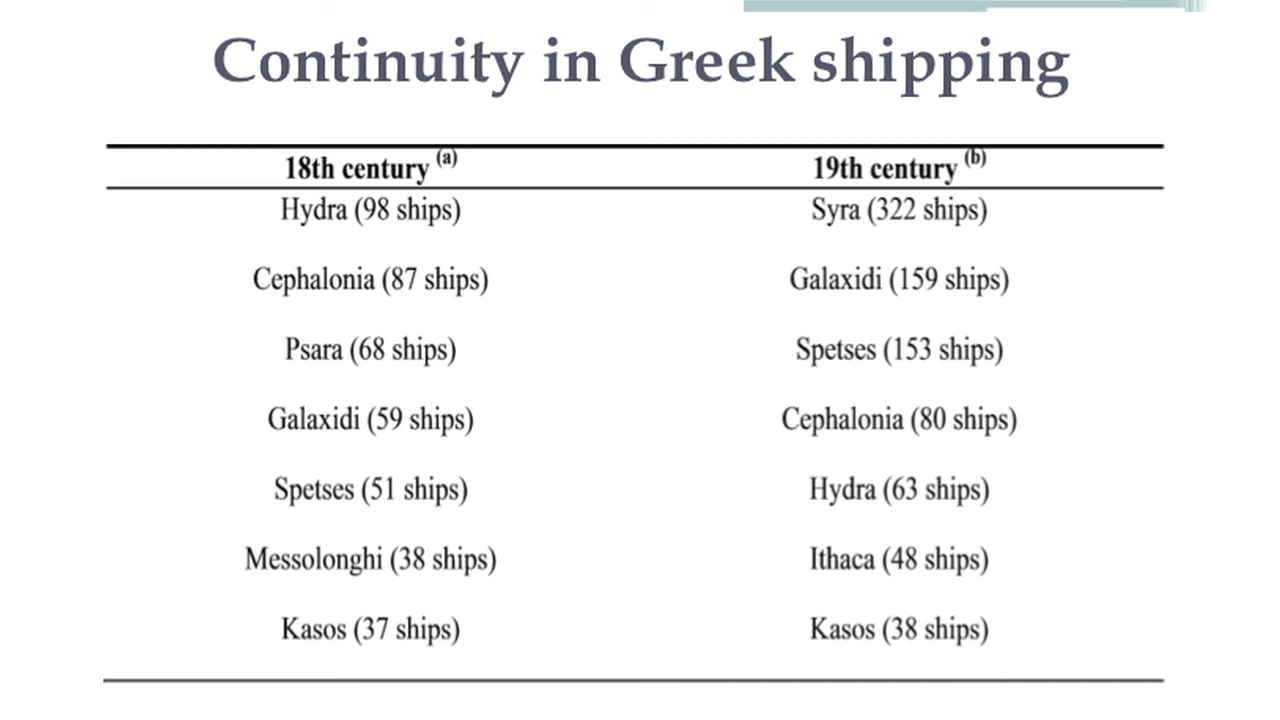 Continuity in Greek shipping
18th century (a) 19th century (b)
Hydra (98 ships) Syra (322 ships)
Cephalonia (87 ships) Galaxidi (159 ships)
Psara (68 ships) Spetses (153 ships)
Galaxidi (59 ships) Cephalonia (80 ships)
Spetses (51 ships) Hydra (63 ships)
Messolonghi (38 ships) Ithaca (48 ships)
Kasos (37 ships) Kasos (38 ships)